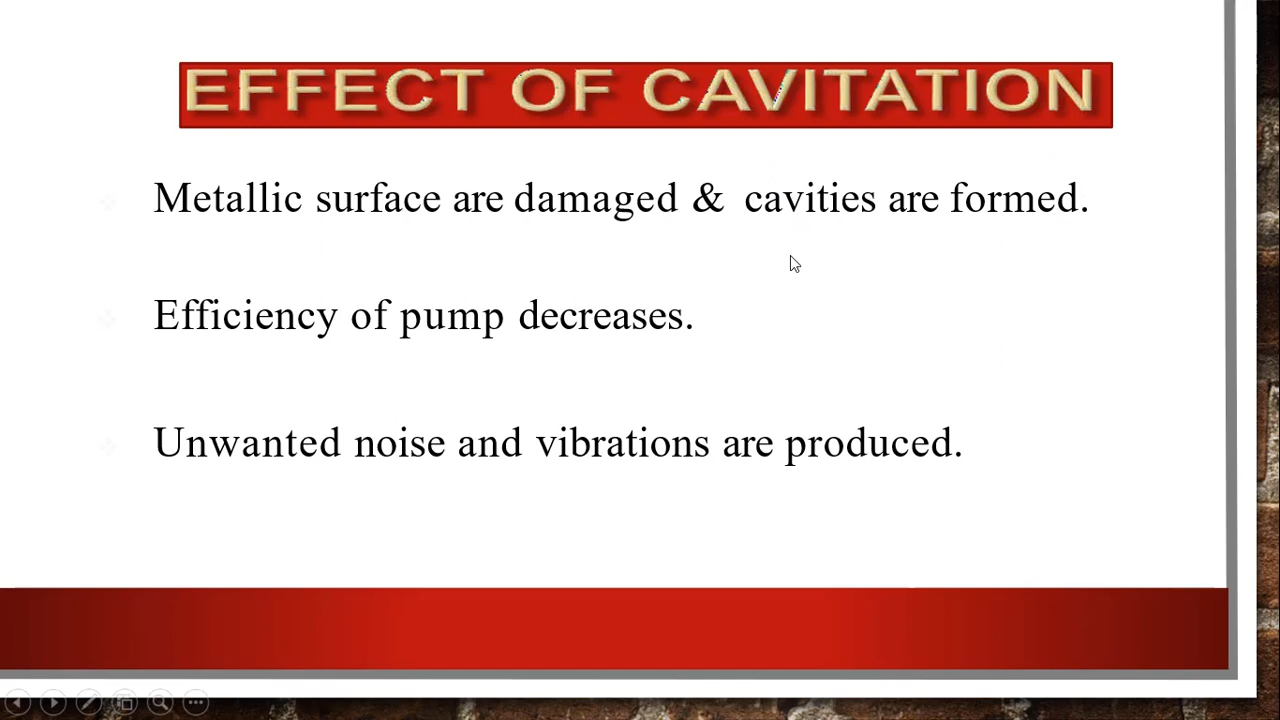 EFFECT OF CAVITATION
Metallic surface are damaged & cavities are formed.
Efficiency of pump decreases.
Unwanted noise and vibrations are produced.